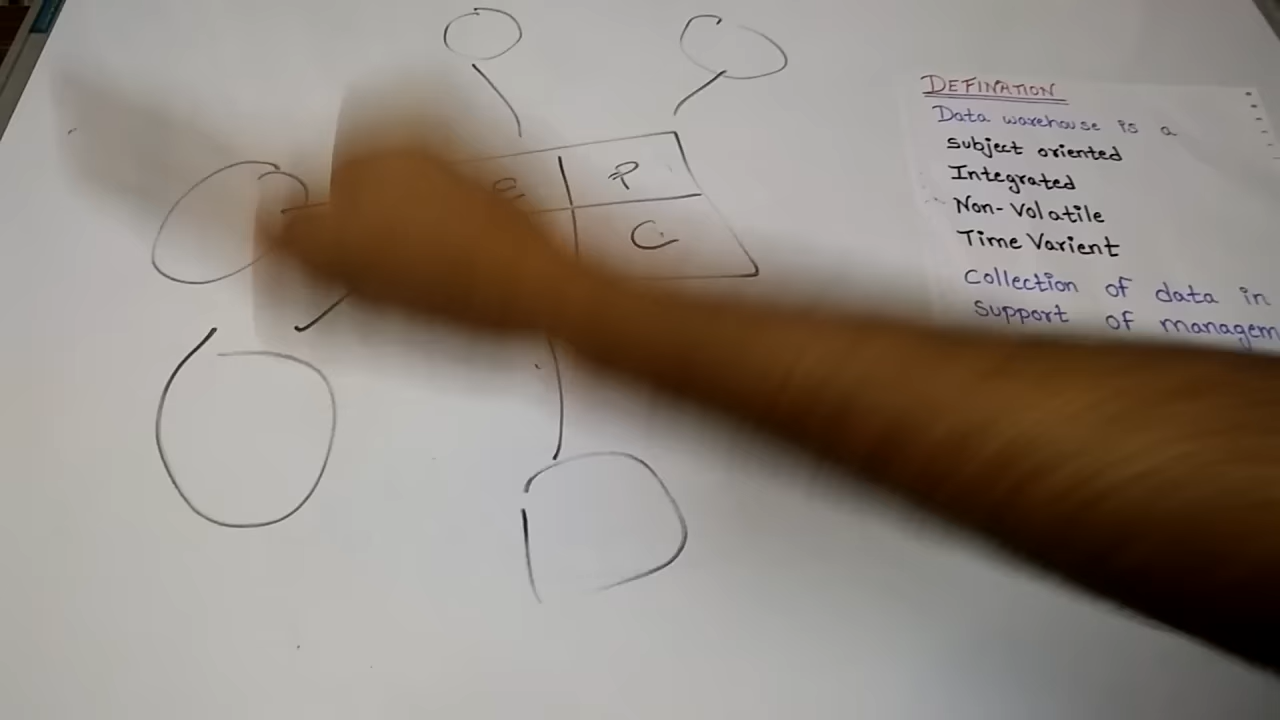 P
C
DEFINATION
Data warehouse is a
subject oriented
Integrated
Non-Volatile
Time Varient
Collection of data in
support of managem